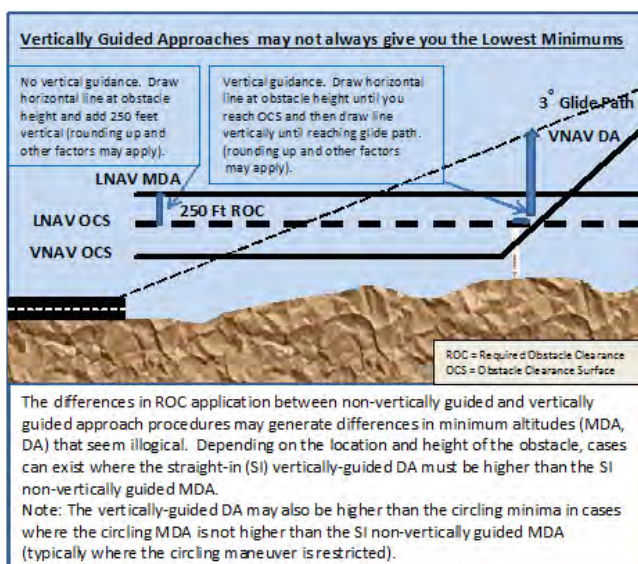 Vertically Guided Approaches may not always give you the Lowest Minimums
No vertical guidance. Draw
horizontal line at obstacle
height and add 250 feet
vertical (rounding up and
other factors may apply).
Vertical guidance. Draw horizontal
line at obstacle height until you
reach OCS and then draw line
vertically until reaching glide path.
(rounding up and other factors
may apply).
3° Glide Path
VNAV DA
LNAV MDA
250 Ft ROC
LNAV OCS
VNAV OCS
ROC = Required Obstacle Clearance
OCS = Obstacle Clearance Surface
The differences in ROC application between non-vertically guided and vertically
guided approach procedures may generate differences in minimum altitudes (MDA,
DA) that seem illogical. Depending on the location and height of the obstacle, cases
can exist where the straight-in (SI) vertically-guided DA must be higher than the SI
non-vertically guided MDA.
Note: The vertically-guided DA may also be higher than the circling minima in cases
where the circling MDA is not higher than the SI non-vertically guided MDA
(typically where the circling maneuver is restricted).